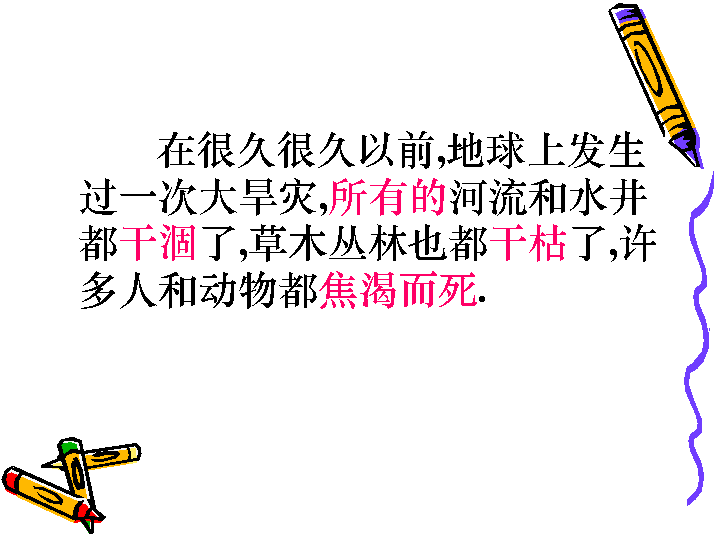 在很久很久以前,地球上发生
过一次大旱灾,所有的河流和水井
都干涸了,草木丛林也都干枯了,许
多人和动物都焦渴而死.